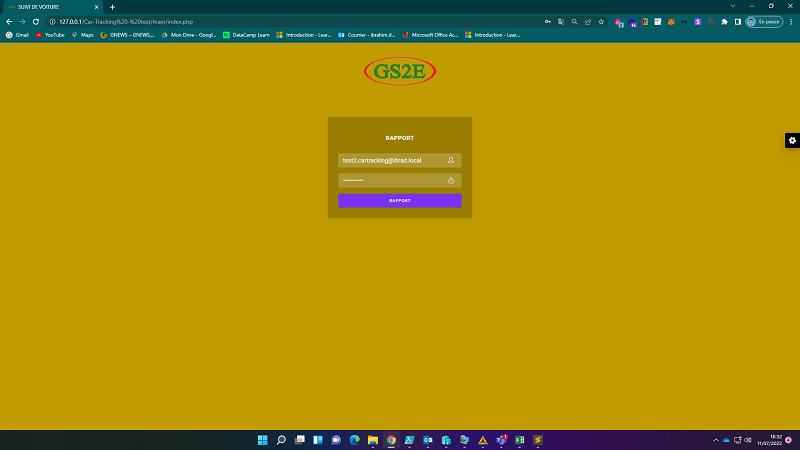 SUIVI DE VOITURE
127.0.0.1/Car-Tracking%20-%20test/main/index.php
En pause
Gmail
YouTube
Maps
GNEWS – GNEWS,...
Mon Drive - Googl...
DataCamp Learn
Introduction - Lear...
Courrier - ibrahim.d...
Microsoft Office Ac...
Introduction - Lear...
GS2E
RAPPORT
test2.cartracking@ibrad.local
RAPPORT
16:32
11/07/2022